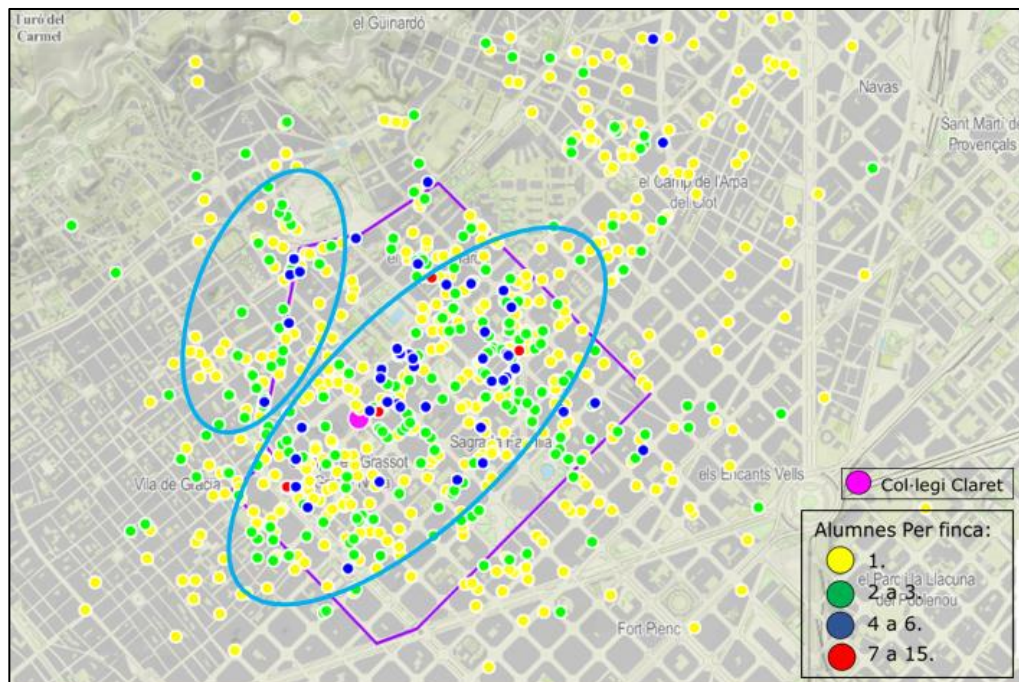 Turó del
Carmel
el Guinardó
Navas
Sant Martí de
Provençals
el Camp de l'Arpa
del Clot
Sagrada Família
Grassot
Vila de Gràcia
els Encants Vells
Col·legi Claret
Alumnes Per finca:
1.
2 a 3.
4 a 6.
7 a 15.
el Parc i la Llacuna
del Poblenou
Fort Pienc